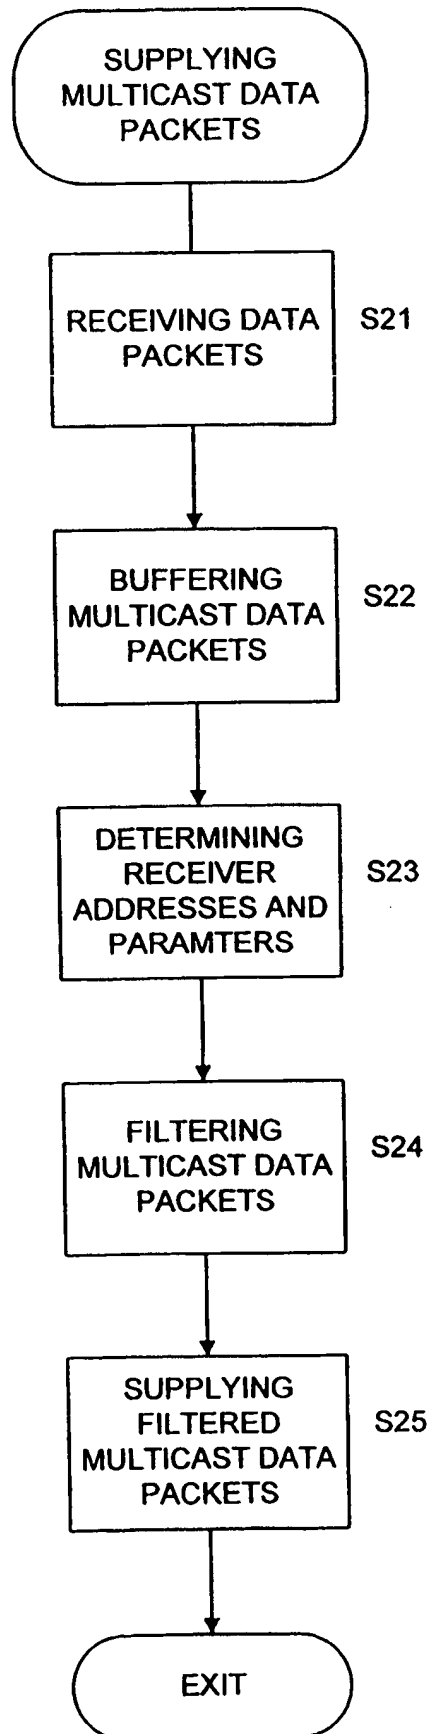 SUPPLYING
MULTICAST DATA
PACKETS
RECEIVING DATA
PACKETS
S21
BUFFERING
MULTICAST DATA
PACKETS
S22
DETERMINING
RECEIVER
ADDRESSES AND
PARAMTERS
S23
FILTERING
MULTICAST DATA
PACKETS
S24
SUPPLYING
FILTERED
MULTICAST DATA
PACKETS
S25
EXIT